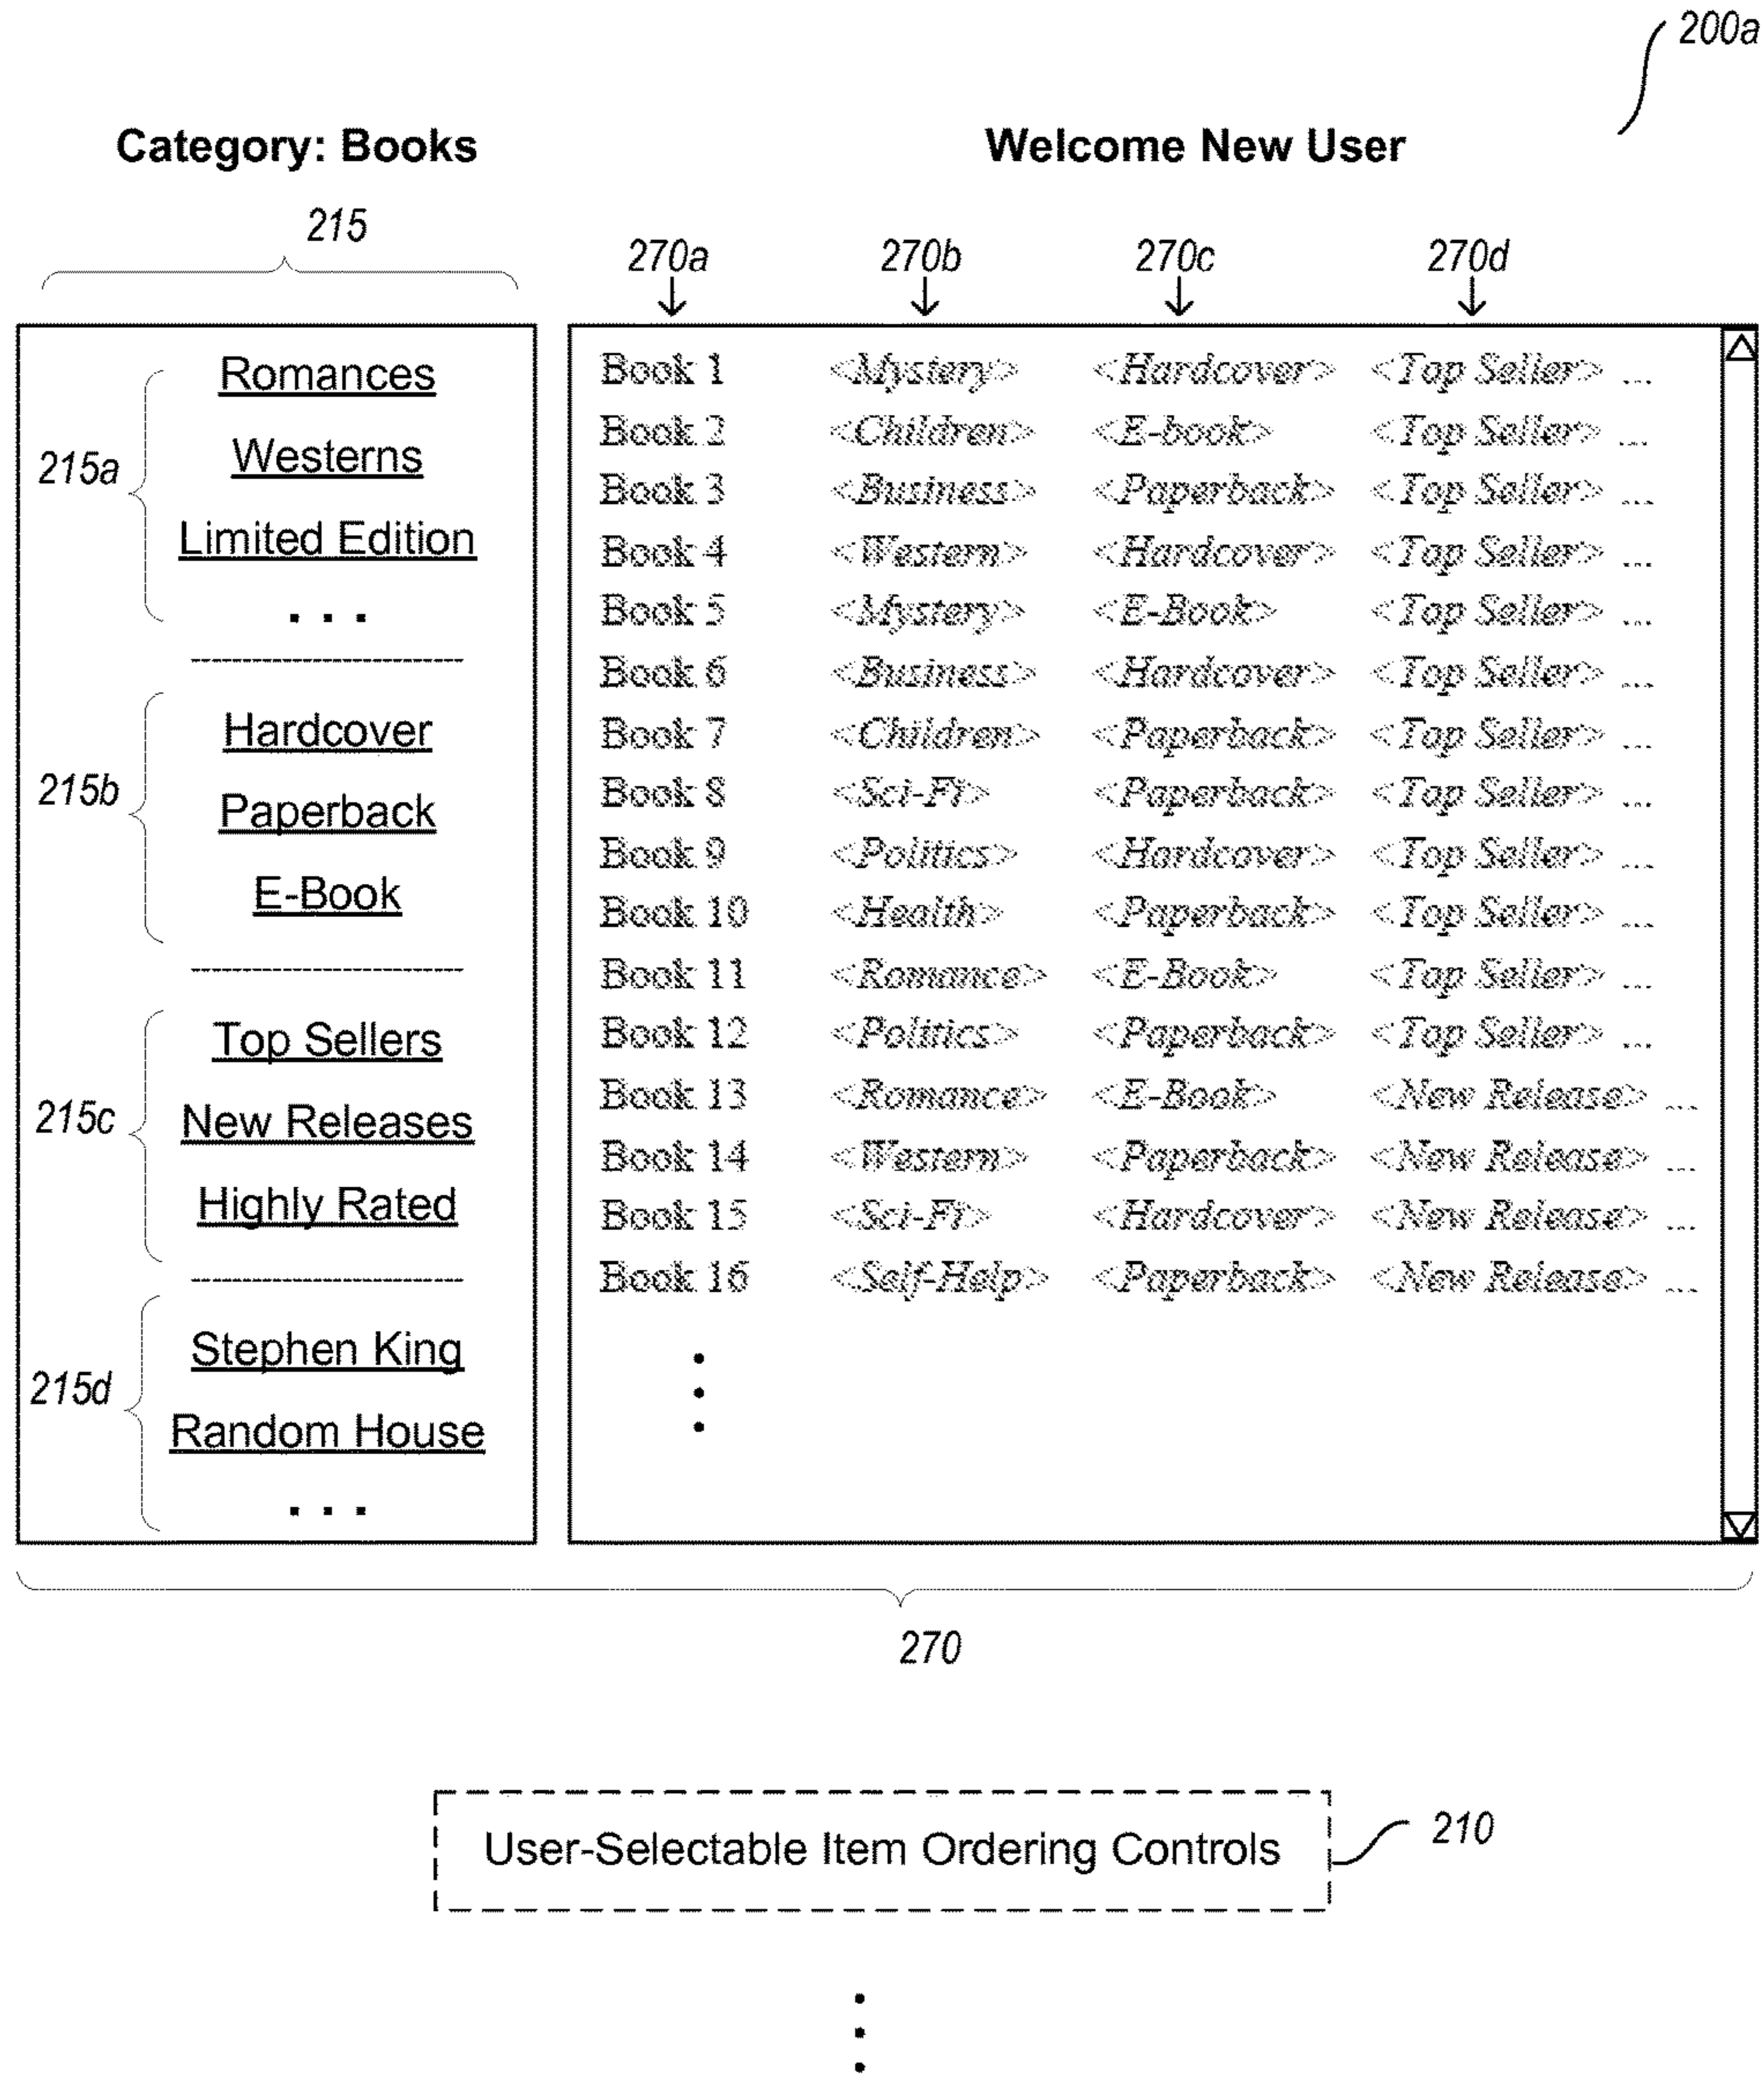 200a
Category: Books
Welcome New User
215
270a 270b 270c 270d
215a
Romances
Westerns
Limited Edition
...
215b
Hardcover
Paperback
E-Book
215c
Top Sellers
New Releases
Highly Rated
215d
Stephen King
Random House
...
Book 1 <Mystery> <Hardcover> <Top Seller> ...
Book 2 <Children> <E-book> <Top Seller> ...
Book 3 <Business> <Paperback> <Top Seller> ...
Book 4 <Western> <Hardcover> <Top Seller> ...
Book 5 <Mystery> <E-Book> <Top Seller> ...
Book 6 <Business> <Hardcover> <Top Seller> ...
Book 7 <Children> <Paperback> <Top Seller> ...
Book 8 <Sci-Fi> <Paperback> <Top Seller> ...
Book 9 <Politics> <Hardcover> <Top Seller> ...
Book 10 <Health> <Paperback> <Top Seller> ...
Book 11 <Romance> <E-Book> <Top Seller> ...
Book 12 <Politics> <Paperback> <Top Seller> ...
Book 13 <Romance> <E-Book> <New Release> ...
Book 14 <Western> <Paperback> <New Release> ...
Book 15 <Sci-Fi> <Hardcover> <New Release> ...
Book 16 <Self-Help> <Paperback> <New Release> ...
270
User-Selectable Item Ordering Controls
210